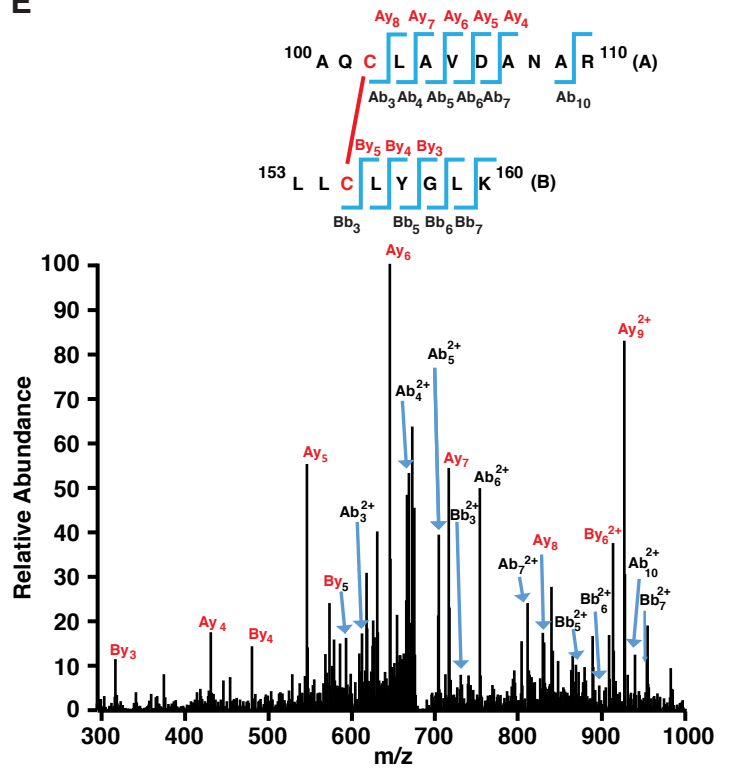 E
Ay8 Ay7 Ay6 Ay5 Ay4
100 A Q C L A V D A N A R 110 (A)
Ab3 Ab4 Ab5 Ab6 Ab7 Ab10
By5 By4 By3
153 L L C L Y G L K 160 (B)
Bb3 Bb5 Bb6 Bb7
Relative Abundance
100
90
80
70
60
50
40
30
20
10
0
By3
Ay4
By4
Ay5
By5
Ab3 2+
Ay6
Ab4 2+
Ab5 2+
Ay7
Bb3 2+
Ab6 2+
Ab7 2+
Ay8
Bb5 2+
Bb6 2+
By6 2+
Ay9 2+
Ab10 2+
Bb7 2+
300 400 500 600 700 800 900 1000
m/z